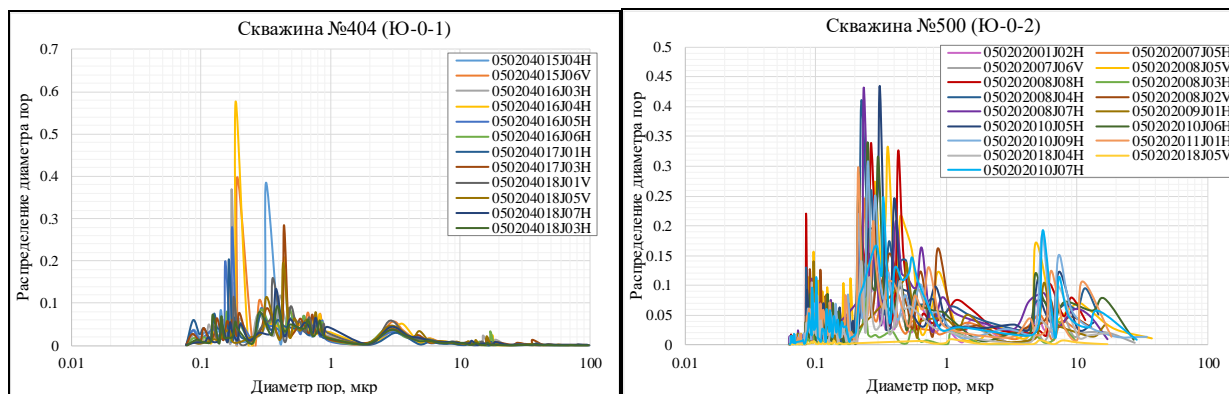 Скважина №404 (Ю-0-1)
Распределение диаметра пор
0.7
0.6
0.5
0.4
0.3
0.2
0.1
0
0.01 0.1 1 10 100
Диаметр пор, мкр
050204015J04H
050204015J06V
050204016J03H
050204016J04H
050204016J05H
050204016J06H
050204017J01H
050204017J03H
050204018J01V
050204018J05V
050204018J07H
050204018J03H
Скважина №500 (Ю-0-2)
Распределение диаметра пор
0.5
0.45
0.4
0.35
0.3
0.25
0.2
0.15
0.1
0.05
0
0.01 0.1 1 10 100
Диаметр пор, мкр
050202001J02H 050202007J05H
050202007J06V 050202008J05V
050202008J08H 050202008J03H
050202008J04H 050202008J02V
050202008J07H 050202009J01H
050202010J05H 050202010J06H
050202010J09H 050202011J01H
050202018J04H 050202018J05V
050202010J07H